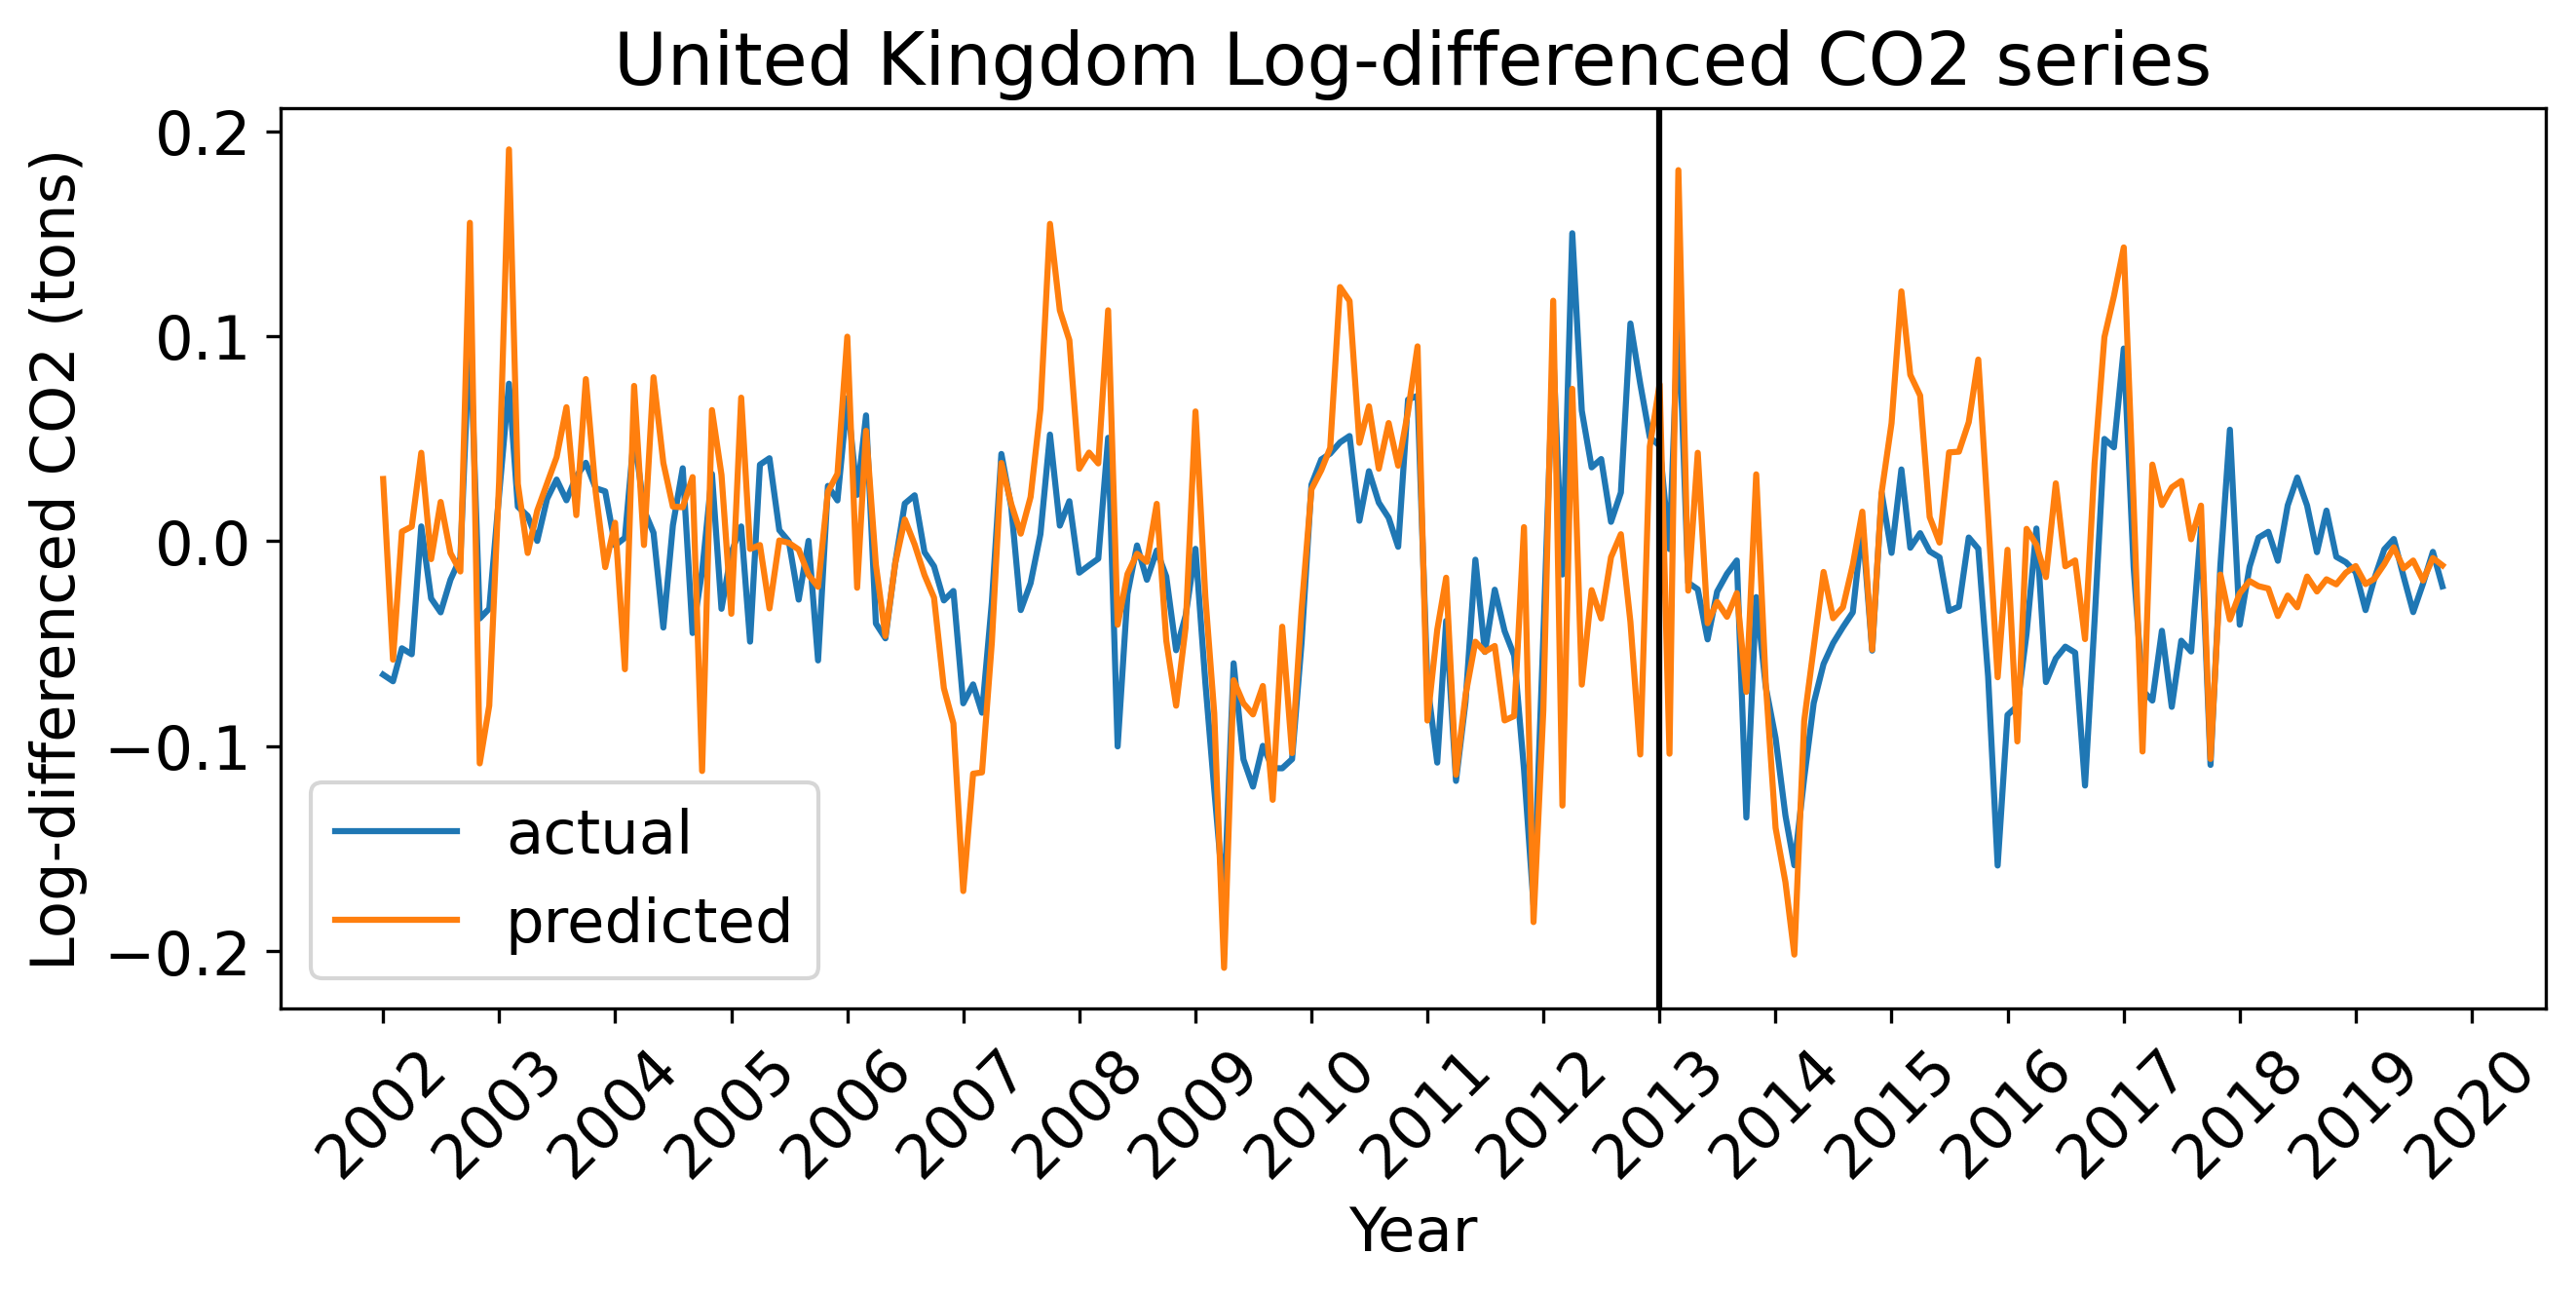 United Kingdom Log-differenced CO2 series
Log-differenced CO2 (tons)
0.2
0.1
0.0
−0.1
−0.2
actual
predicted
2002 2003 2004 2005 2006 2007 2008 2009 2010 2011 2012 2013 2014 2015 2016 2017 2018 2019 2020
Year